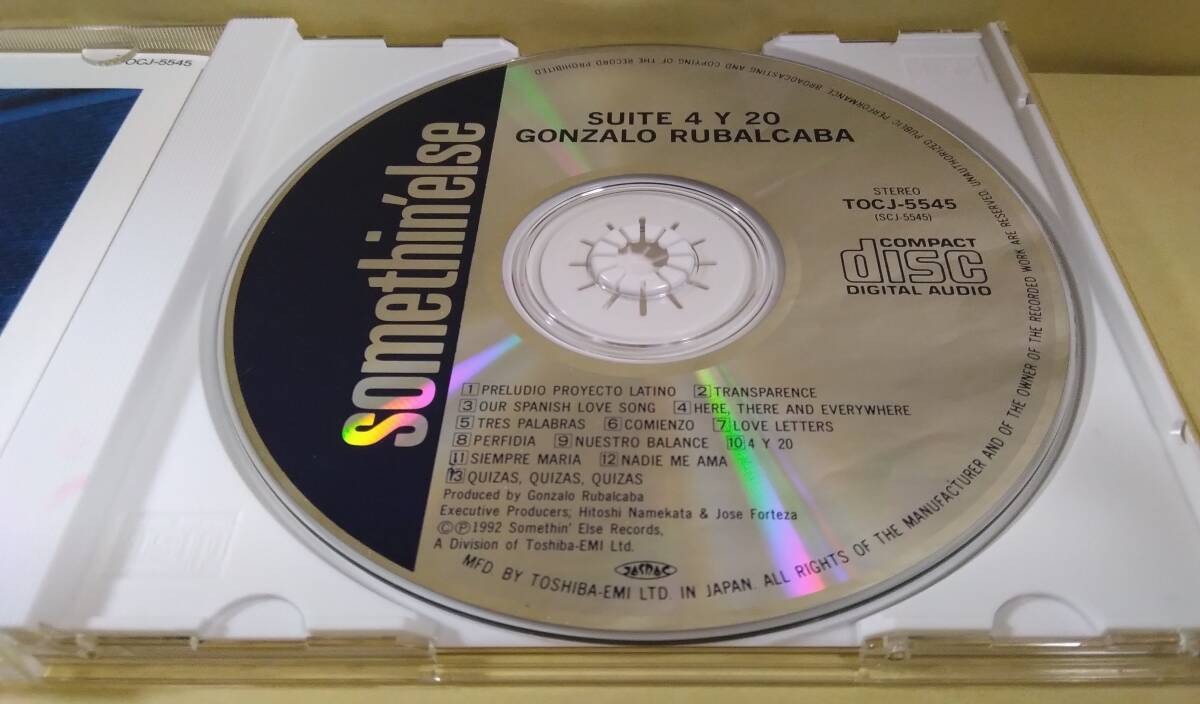 OCJ-5545
somethin'else
SUITE 4 Y 20
GONZALO RUBALCABA
STEREO
TOCJ-5545
(SCJ-5545)
COMPACT
disc
DIGITAL AUDIO
1 PRELUDIO PROYECTO LATINO 2 TRANSPARENCE
3 OUR SPANISH LOVE SONG 4 HERE, THERE AND EVERYWHERE
5 TRES PALABRAS 6 COMIENZO 7 LOVE LETTERS
8 PERFIDIA 9 NUESTRO BALANCE 10 4 Y 20
11 SIEMPRE MARIA 12 NADIE ME AMA
13 QUIZAS, QUIZAS, QUIZAS
Produced by Gonzalo Rubalcaba
Executive Producers; Hitoshi Namekata & Jose Forteza
©Ⓟ1992 Somethin' Else Records,
A Division of Toshiba-EMI Ltd.
JASRAC
MFD. BY TOSHIBA-EMI LTD. IN JAPAN. ALL RIGHTS OF THE MANUFACTURER AND OF THE OWNER OF THE RECORDED WORK ARE RESERVED. UNAUTHORIZED PUBLIC PERFORMANCE BROADCASTING AND COPYING OF THE RECORD PROHIBITED